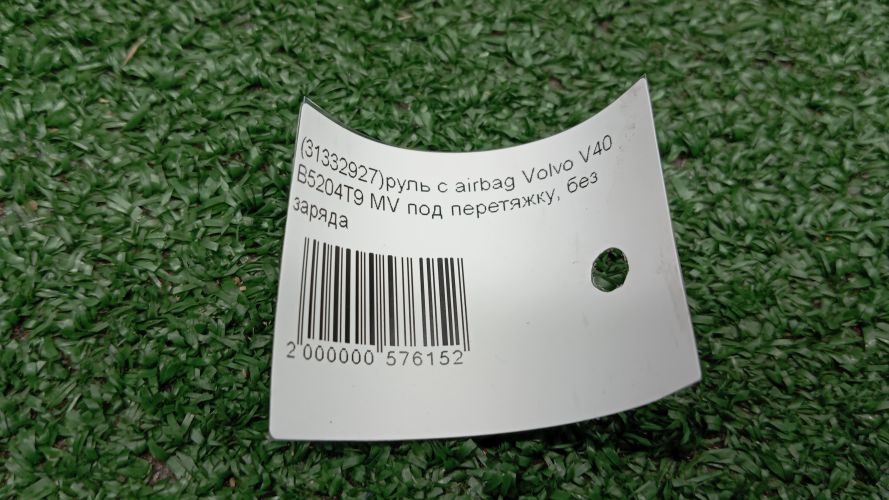 (31332927)руль с airbag Volvo V40
B5204T9 MV под перетяжку, без
заряда
2 000000 576152